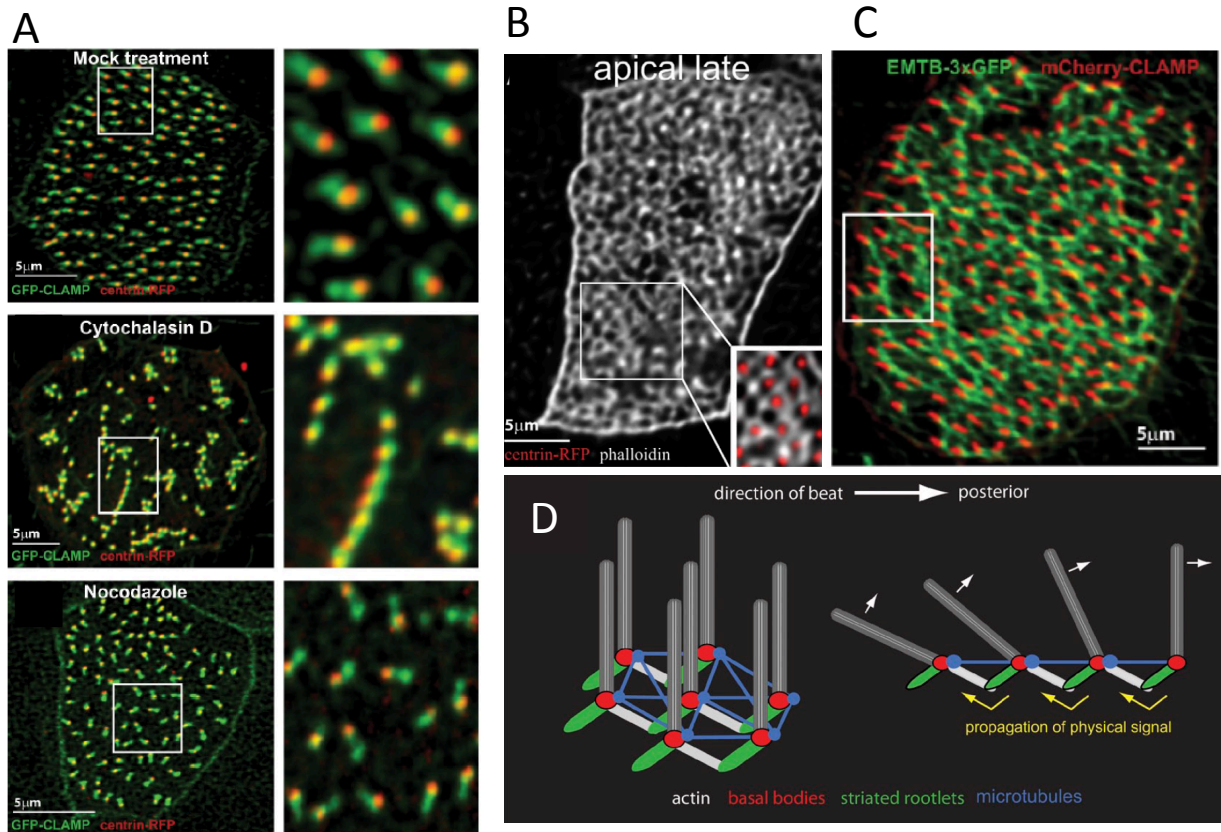 A
Mock treatment
5μm
GFP-CLAMP centrin-RFP
Cytochalasin D
5μm
GFP-CLAMP centrin-RFP
Nocodazole
5μm
GFP-CLAMP centrin-RFP
B
apical late
5μm
centrin-RFP phalloidin
C
EMTB-3xGFP mCherry-CLAMP
5μm
D
direction of beat posterior
propagation of physical signal
actin basal bodies striated rootlets microtubules